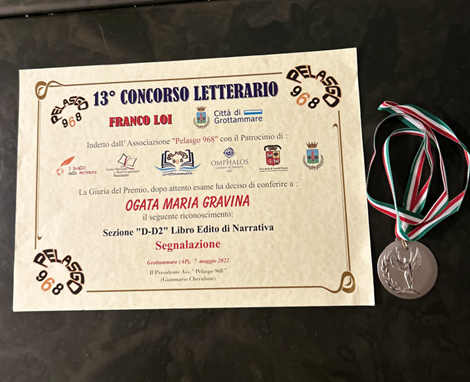 13° CONCORSO LETTERARIO
FRANCO LOI
Città di
Grottammare
PELASGO
968
PELASGO
968
Indetto dall'Associazione "Pelasgo 968" con il Patrocinio di :
OMPHALOS
La Giuria del Premio, dopo attento esame ha deciso di conferire a :
OGATA MARIA GRAVINA
il seguente riconoscimento:
Sezione "D-D2" Libro Edito di Narrativa
Segnalazione
PELASGO
968
Grottammare (AP), 7 maggio 2022
Il Presidente Ass. " Pelasgo 968"
(Gianmario Cherubini)